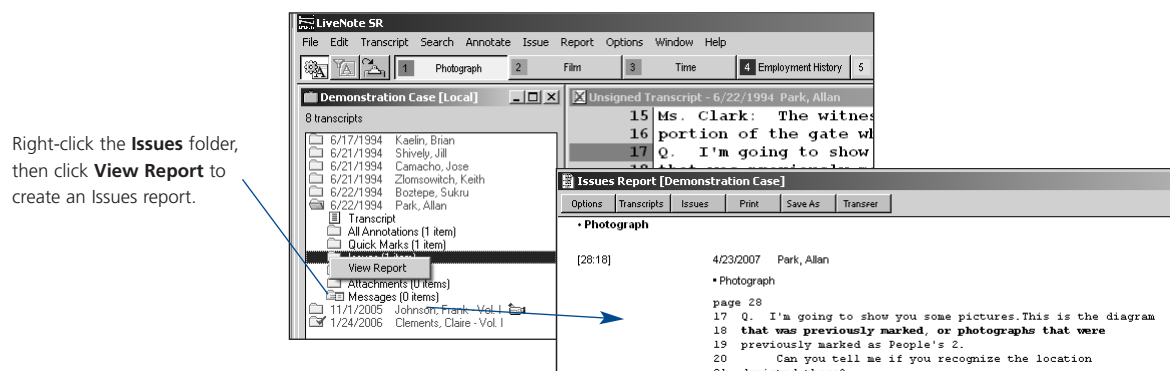 Right-click the Issues folder,
then click View Report to
create an Issues report.
LiveNote SR
File Edit Transcript Search Annotate Issue Report Options Window Help
1 Photograph 2 Film 3 Time 4 Employment History 5
Demonstration Case [Local]
8 transcripts
6/17/1994 Kaelin, Brian
6/21/1994 Shively, Jill
6/21/1994 Camacho, Jose
6/21/1994 Zlomsowitch, Keith
6/22/1994 Boztepe, Sukru
6/22/1994 Park, Allan
Transcript
All Annotations (1 item)
Quick Marks (1 item)
Issues (1 item)
View Report
Attachments (0 items)
Messages (0 items)
11/1/2005 Johnson, Frank - Vol. I
1/24/2006 Clements, Claire - Vol. I
Unsigned Transcript - 6/22/1994 Park, Allan
15 Ms. Clark: The
16 portion of the gate
17 Q. I'm going to show
18 that was previously
Issues Report [Demonstration Case]
Options Transcripts Issues Print Save As Transfer
• Photograph
[28:18] 4/23/2007 Park, Allan
▪ Photograph
page 28
17 Q. I'm going to show you some pictures.This is the diagram
18 that was previously marked, or photographs that were
19 previously marked as People's 2.
20 Can you tell me if you recognize the location